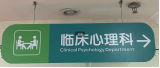 临床心理科
Clinical Psychology Department